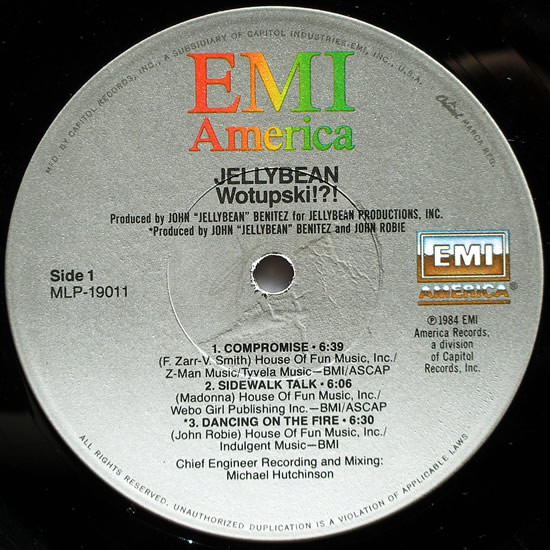 MFD. BY CAPITOL RECORDS, INC., A SUBSIDIARY OF CAPITOL INDUSTRIES-EMI, INC., U.S.A.
Capitol MARCA REG.
EMI
America
JELLYBEAN
Wotupski!?!
Produced by JOHN "JELLYBEAN" BENITEZ for JELLYBEAN PRODUCTIONS, INC.
*Produced by JOHN "JELLYBEAN" BENITEZ and JOHN ROBIE
Side 1
MLP-19011
EMI
AMERICA®
℗ 1984 EMI
America Records,
a division
of Capitol
Records, Inc.
1. COMPROMISE • 6:39
(F. Zarr-V. Smith) House Of Fun Music, Inc./
Z-Man Music/Tyvela Music—BMI/ASCAP
2. SIDEWALK TALK • 6:06
(Madonna) House Of Fun Music, Inc./
Webo Girl Publishing Inc.—BMI/ASCAP
*3. DANCING ON THE FIRE • 6:30
(John Robie) House Of Fun Music, Inc./
Indulgent Music—BMI
Chief Engineer Recording and Mixing:
Michael Hutchinson
ALL RIGHTS RESERVED. UNAUTHORIZED DUPLICATION IS A VIOLATION OF APPLICABLE LAWS.